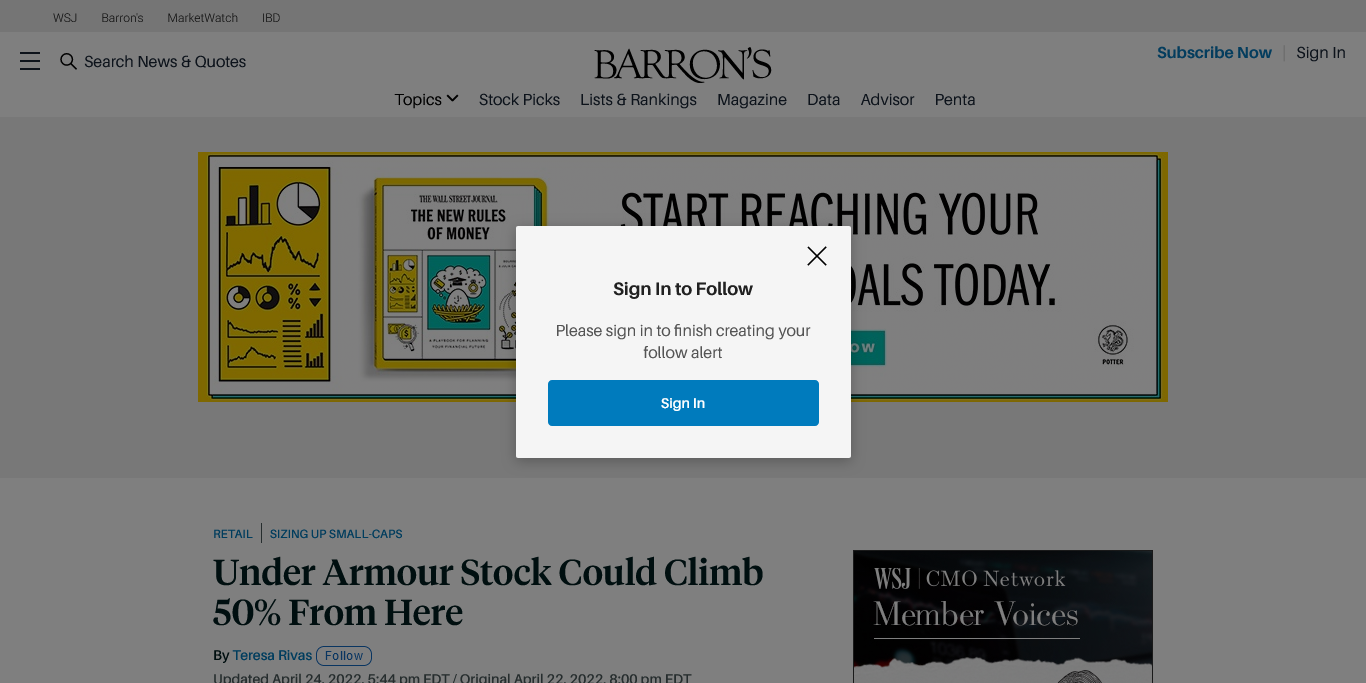 WSJ Barron's MarketWatch IBD
Search News & Quotes
BARRON'S
Subscribe Now Sign In
Topics Stock Picks Lists & Rankings Magazine Data Advisor Penta
THE WALL STREET JOURNAL.
THE NEW RULES
OF MONEY
A PLAYBOOK FOR PLANNING
YOUR FINANCIAL FUTURE.
START REACHING YOUR
ALS TODAY.
OW
POTTER
Sign In to Follow
Please sign in to finish creating your
follow alert
Sign In
RETAIL SIZING UP SMALL-CAPS
Under Armour Stock Could Climb
50% From Here
By Teresa Rivas Follow
Updated April 24, 2022, 5:44 pm EDT / Original April 22, 2022, 8:00 pm EDT
WSJ CMO Network
Member Voices